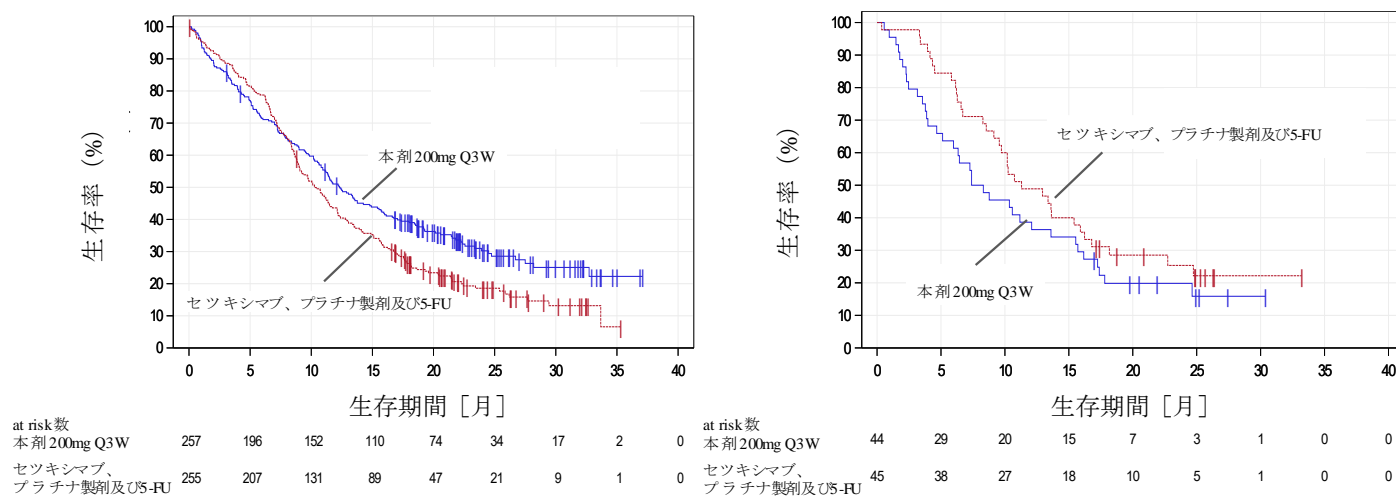 100
90
80
70
60
50
40
30
20
10
0
生存率 (%)
本剤200mg Q3W
セツキシマブ、プラチナ製剤及び5-FU
0 5 10 15 20 25 30 35 40
生存期間 [月]
at risk数
本剤200mg Q3W 257 196 152 110 74 34 17 2 0
セツキシマブ、
プラチナ製剤及び5-FU 255 207 131 89 47 21 9 1 0
100
90
80
70
60
50
40
30
20
10
0
生存率 (%)
セツキシマブ、プラチナ製剤及び5-FU
本剤200mg Q3W
0 5 10 15 20 25 30 35 40
生存期間 [月]
at risk数
本剤200mg Q3W 44 29 20 15 7 3 1 0 0
セツキシマブ、
プラチナ製剤及び5-FU 45 38 27 18 10 5 1 0 0